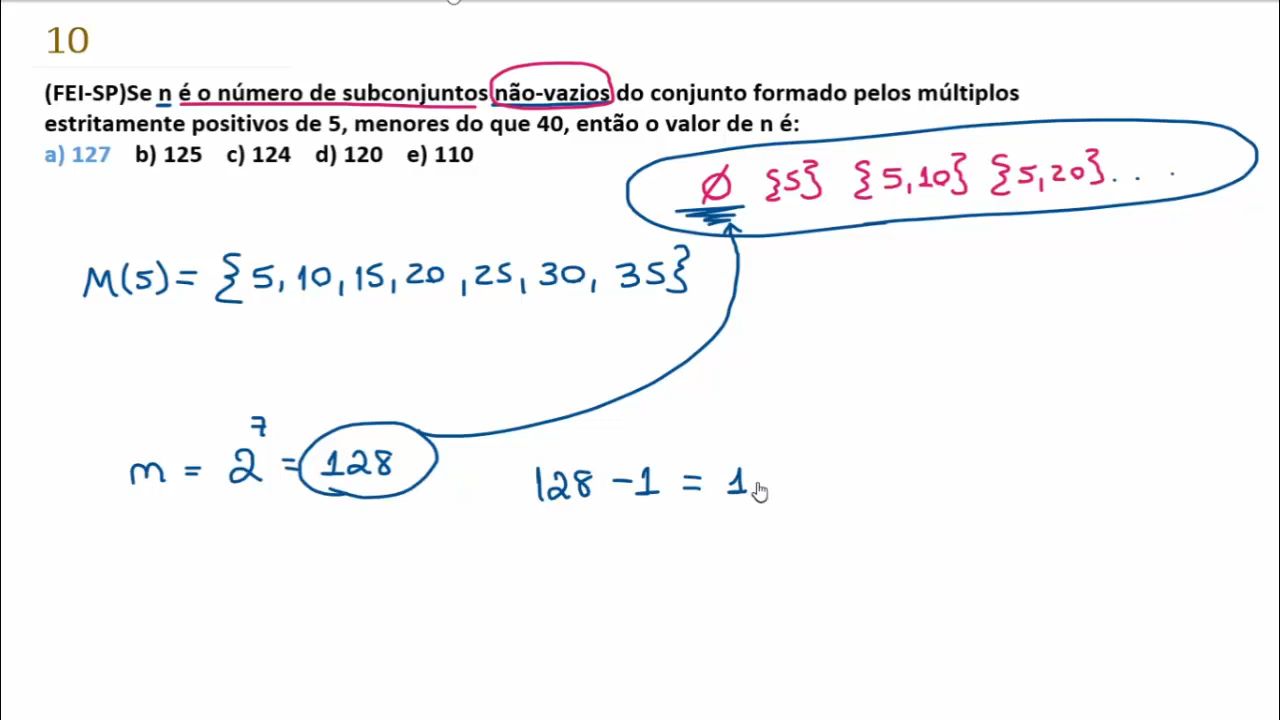 10
(FEI-SP)Se n é o número de subconjuntos não-vazios do conjunto formado pelos múltiplos
estritamente positivos de 5, menores do que 40, então o valor de n é:
a) 127 b) 125 c) 124 d) 120 e) 110
∅ {5} {5,10} {5,20}....
M(5) = {5, 10, 15, 20, 25, 30, 35}
m = 2⁷ = 128
128 - 1 = 1